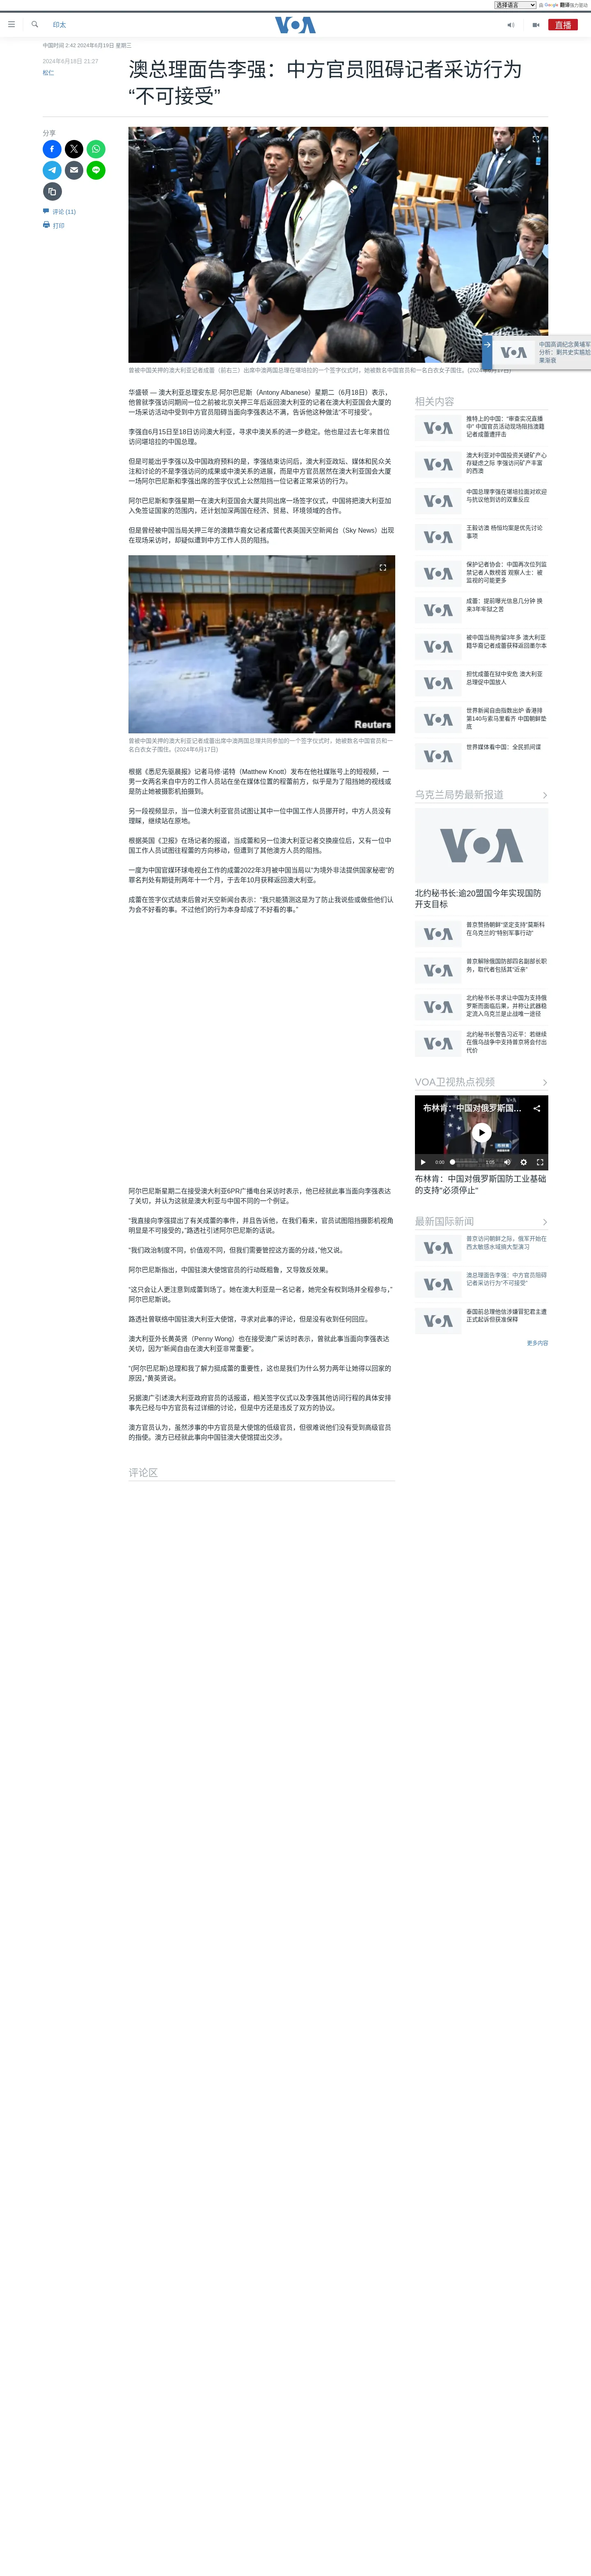 选择语言
由 Google 翻译强力驱动
印太
VOA
直播
中国时间 2:42 2024年6月19日 星期三
2024年6月18日 21:27
松仁
澳总理面告李强：中方官员阻碍记者采访行为
“不可接受”
分享
评论 (11)
打印
曾被中国关押的澳大利亚记者成蕾（前右三）出席中澳两国总理在堪培拉的一个签字仪式时，她被数名中国官员和一名白衣女子围住。(2024年6月17日)
VOA
中国高调纪念黄埔军
分析：剿共史实尴尬
果渐丧
华盛顿 — 澳大利亚总理安东尼·阿尔巴尼斯（Antony Albanese）星期二（6月18日）表示，
他曾就李强访问期间一位之前被北京关押三年后返回澳大利亚的记者在澳大利亚国会大厦的
一场采访活动中受到中方官员阻碍当面向李强表达不满，告诉他这种做法“不可接受”。
李强自6月15日至18日访问澳大利亚，寻求中澳关系的进一步稳定。他也是过去七年来首位
访问堪培拉的中国总理。
但是可能出乎李强以及中国政府预料的是，李强结束访问后，澳大利亚政坛、媒体和民众关
注和讨论的不是李强访问的成果或中澳关系的进展，而是中方官员居然在澳大利亚国会大厦
一场阿尔巴尼斯和李强出席的签字仪式上公然阻挡一位记者正常采访的行为。
阿尔巴尼斯和李强星期一在澳大利亚国会大厦共同出席一场签字仪式，中国将把澳大利亚加
入免签证国家的范围内，还计划加深两国在经济、贸易、环境领域的合作。
但是曾经被中国当局关押三年的澳籍华裔女记者成蕾代表英国天空新闻台（Sky News）出现
在现场采访时，却疑似遭到中方工作人员的阻挡。
Reuters
曾被中国关押的澳大利亚记者成蕾出席中澳两国总理共同参加的一个签字仪式时，她被数名中国官员和一
名白衣女子围住。(2024年6月17日)
根据《悉尼先驱晨报》记者马修·诺特（Matthew Knott）发布在他社媒账号上的短视频，一
男一女两名来自中方的工作人员站在坐在媒体位置的程蕾前方，似乎是为了阻挡她的视线或
是防止她被摄影机拍摄到。
另一段视频显示，当一位澳大利亚官员试图让其中一位中国工作人员挪开时，中方人员没有
理睬，继续站在原地。
根据英国《卫报》在场记者的报道，当成蕾和另一位澳大利亚记者交换座位后，又有一位中
国工作人员试图往程蕾的方向移动，但遭到了其他澳方人员的阻挡。
一度为中国官媒环球电视台工作的成蕾2022年3月被中国当局以“为境外非法提供国家秘密”的
罪名判处有期徒刑两年十一个月，于去年10月获释返回澳大利亚。
成蕾在签字仪式结束后曾对天空新闻台表示：“我只能猜测这是为了防止我说些或做些他们认
为会不好看的事。不过他们的行为本身却成了不好看的事。”
阿尔巴尼斯星期二在接受澳大利亚6PR广播电台采访时表示，他已经就此事当面向李强表达
了关切，并认为这就是澳大利亚与中国不同的一个例证。
“我直接向李强提出了有关成蕾的事件，并且告诉他，在我们看来，官员试图阻挡摄影机视角
明显是不可接受的，”路透社引述阿尔巴尼斯的话说。
“我们政治制度不同，价值观不同，但我们需要管控这方面的分歧，”他又说。
阿尔巴尼斯指出，中国驻澳大使馆官员的行动既粗鲁，又导致反效果。
“这只会让人更注意到成蕾到场了。她在澳大利亚是一名记者，她完全有权到场并全程参与，”
阿尔巴尼斯说。
路透社曾联络中国驻澳大利亚大使馆，寻求对此事的评论，但是没有收到任何回应。
澳大利亚外长黄英贤（Penny Wong）也在接受澳广采访时表示，曾就此事当面向李强表达
关切，因为“新闻自由在澳大利亚非常重要”。
“(阿尔巴尼斯)总理和我了解力挺成蕾的重要性，这也是我们为什么努力两年让她得以回家的
原因，”黄英贤说。
另据澳广引述澳大利亚政府官员的话报道，相关签字仪式以及李强其他访问行程的具体安排
事先已经与中方官员有过详细的讨论，但是中方还是违反了双方的协议。
澳方官员认为，虽然涉事的中方官员是大使馆的低级官员，但很难说他们没有受到高级官员
的指使。澳方已经就此事向中国驻澳大使馆提出交涉。
评论区
相关内容
VOA
推特上的中国：“审查实况直播
中” 中国官员活动现场阻挡澳籍
记者成蕾遭抨击
VOA
澳大利亚对中国投资关键矿产心
存疑虑之际 李强访问矿产丰富
的西澳
VOA
中国总理李强在堪培拉面对欢迎
与抗议他到访的双重反应
VOA
王毅访澳 杨恒均案是优先讨论
事项
VOA
保护记者协会：中国再次位列监
禁记者人数榜首 观察人士：被
监视的可能更多
VOA
成蕾：提前曝光信息几分钟 换
来3年牢狱之苦
VOA
被中国当局拘留3年多 澳大利亚
籍华裔记者成蕾获释返回墨尔本
VOA
担忧成蕾在狱中安危 澳大利亚
总理促中国放人
VOA
世界新闻自由指数出炉 香港排
第140与索马里看齐 中国朝鲜垫
底
VOA
世界媒体看中国：全民抓间谍
乌克兰局势最新报道
VOA
北约秘书长:逾20盟国今年实现国防
开支目标
VOA
普京赞扬朝鲜“坚定支持”莫斯科
在乌克兰的“特别军事行动”
VOA
普京解除俄国防部四名副部长职
务，取代者包括其“近亲”
VOA
北约秘书长寻求让中国为支持俄
罗斯而面临后果，并称让武器稳
定流入乌克兰是止战唯一途径
VOA
北约秘书长警告习近平：若继续
在俄乌战争中支持普京将会付出
代价
VOA卫视热点视频
布林肯：“中国对俄罗斯国…
VOA
布林肯
0:00
1:05
布林肯：中国对俄罗斯国防工业基础
的支持“必须停止”
最新国际新闻
VOA
普京访问朝鲜之际，俄军开始在
西太敏感水域搞大型演习
VOA
澳总理面告李强：中方官员阻碍
记者采访行为“不可接受”
VOA
泰国前总理他信涉嫌冒犯君主遭
正式起诉但获准保释
更多内容